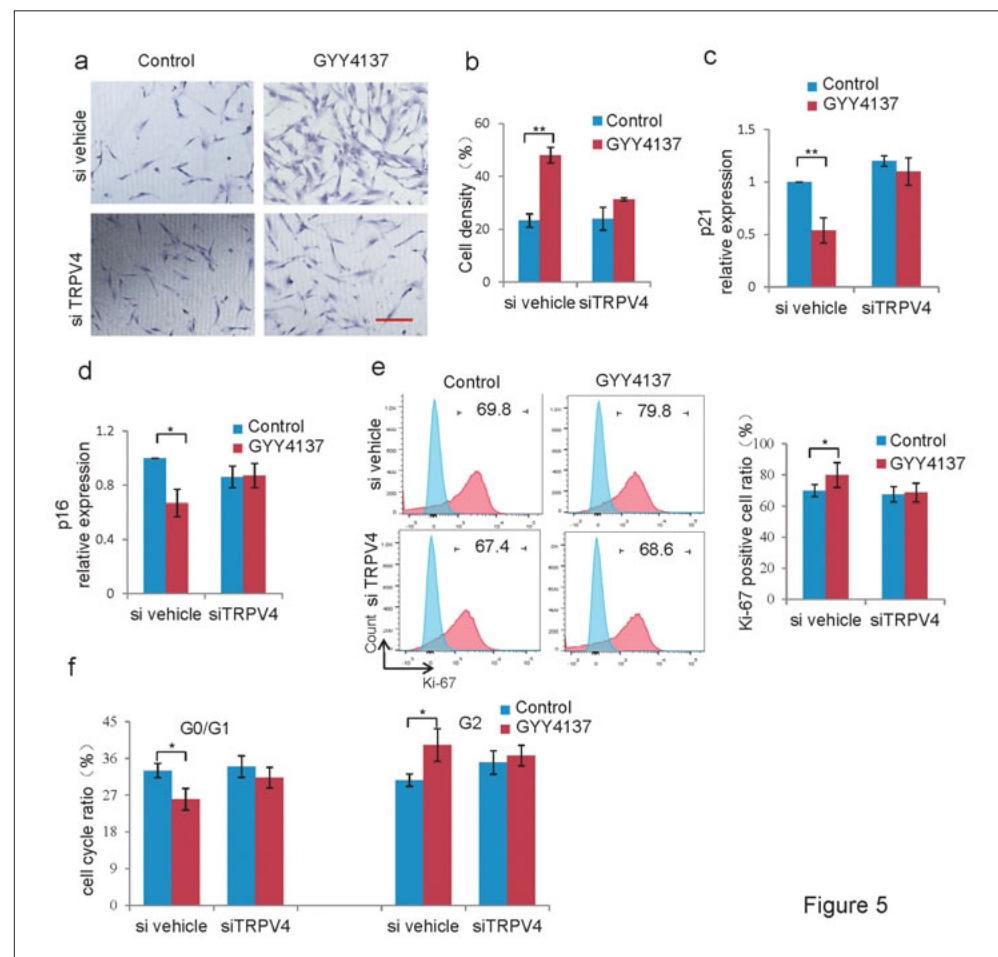 a
Control
GYY4137
si vehicle
si TRPV4
b
Control
GYY4137
Cell density (%)
60
40
20
0
**
si vehicle
siTRPV4
c
Control
GYY4137
p21
relative expression
1.5
1
0.5
0
**
si vehicle
siTRPV4
d
Control
GYY4137
p16
relative expression
1.2
0.8
0.4
0
*
si vehicle
siTRPV4
e
Control
GYY4137
si vehicle
si TRPV4
69.8
79.8
67.4
68.6
Count
Ki-67
Control
GYY4137
Ki-67 positive cell ratio (%)
100
80
60
40
20
0
*
si vehicle
siTRPV4
f
G0/G1
G2
Control
GYY4137
cell cycle ratio (%)
45
36
27
18
9
0
*
*
si vehicle
siTRPV4
si vehicle
siTRPV4
Figure 5